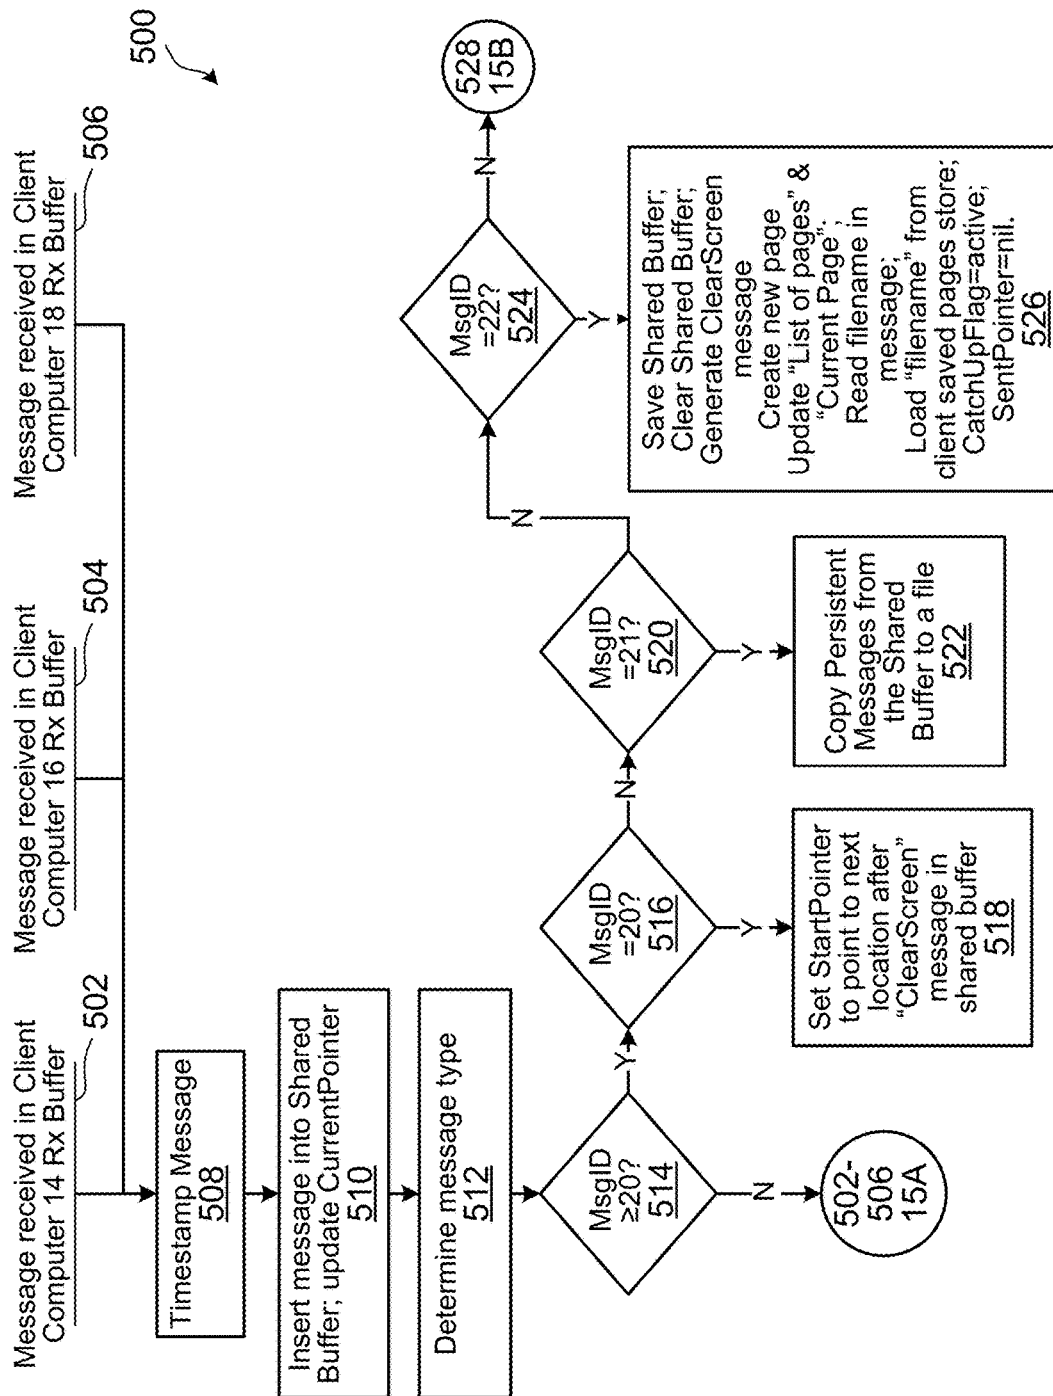 500
Message received in Client
Computer 14 Rx Buffer
502
Message received in Client
Computer 16 Rx Buffer
504
Message received in Client
Computer 18 Rx Buffer
506
Timestamp Message
508
Insert message into Shared
Buffer; update CurrentPointer
510
Determine message type
512
MsgID
≥20?
514
N
502-
506
15A
Y
MsgID
=20?
516
Y
Set StartPointer
to point to next
location after
“ClearScreen”
message in
shared buffer
518
N
MsgID
=21?
520
Y
Copy Persistent
Messages from
the Shared
Buffer to a file
522
N
MsgID
=22?
524
Y
Save Shared Buffer;
Clear Shared Buffer;
Generate ClearScreen
message
Create new page
Update “List of pages” &
“Current Page”;
Read filename in
message;
Load “filename” from
client saved pages store;
CatchUpFlag=active;
SentPointer=nil.
526
N
528
15B